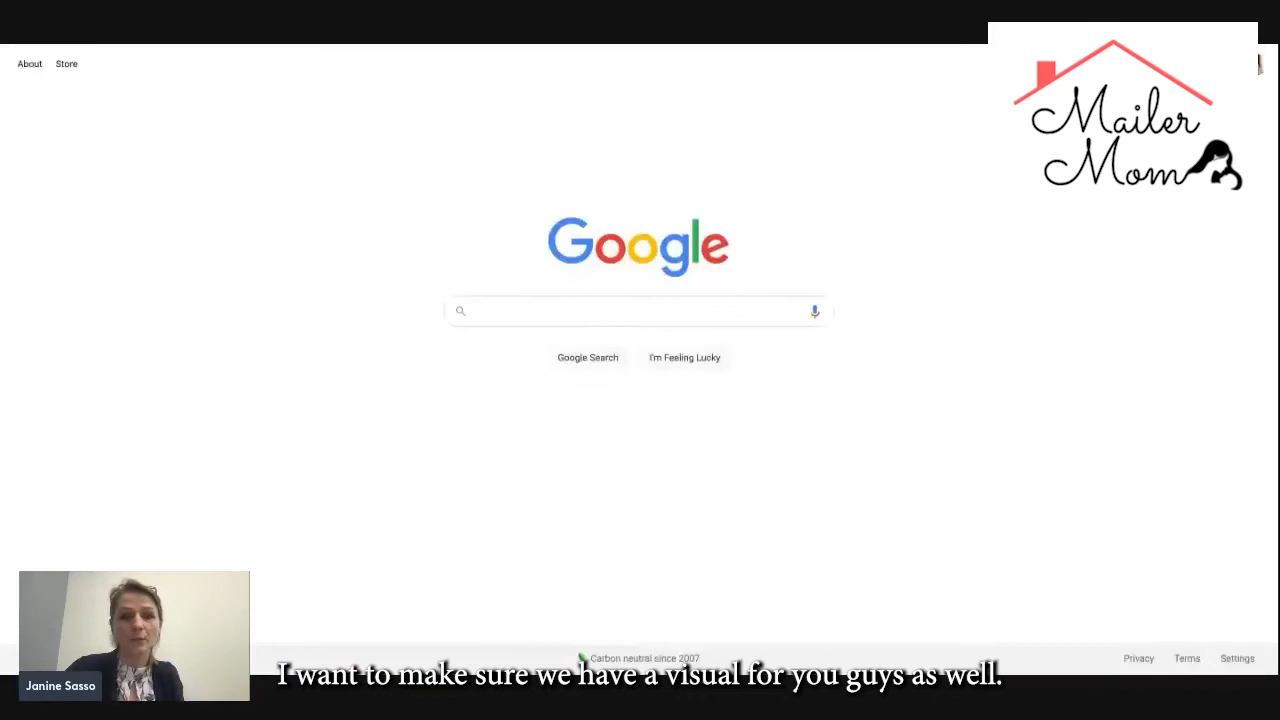 About Store
Mailer
Mom
Google
Google Search I'm Feeling Lucky
Carbon neutral since 2007
Privacy Terms Settings
Janine Sasso
I want to make sure we have a visual for you guys as well.